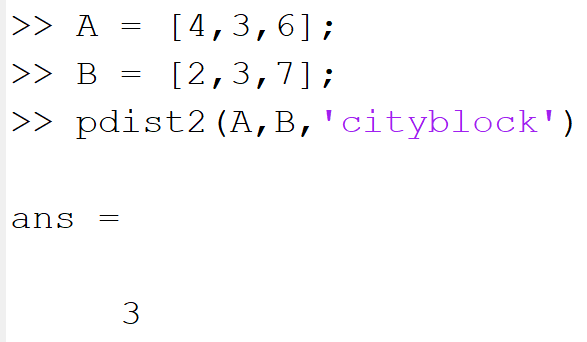 >> A = [4,3,6];
>> B = [2,3,7];
>> pdist2(A,B,'cityblock')
ans =
3